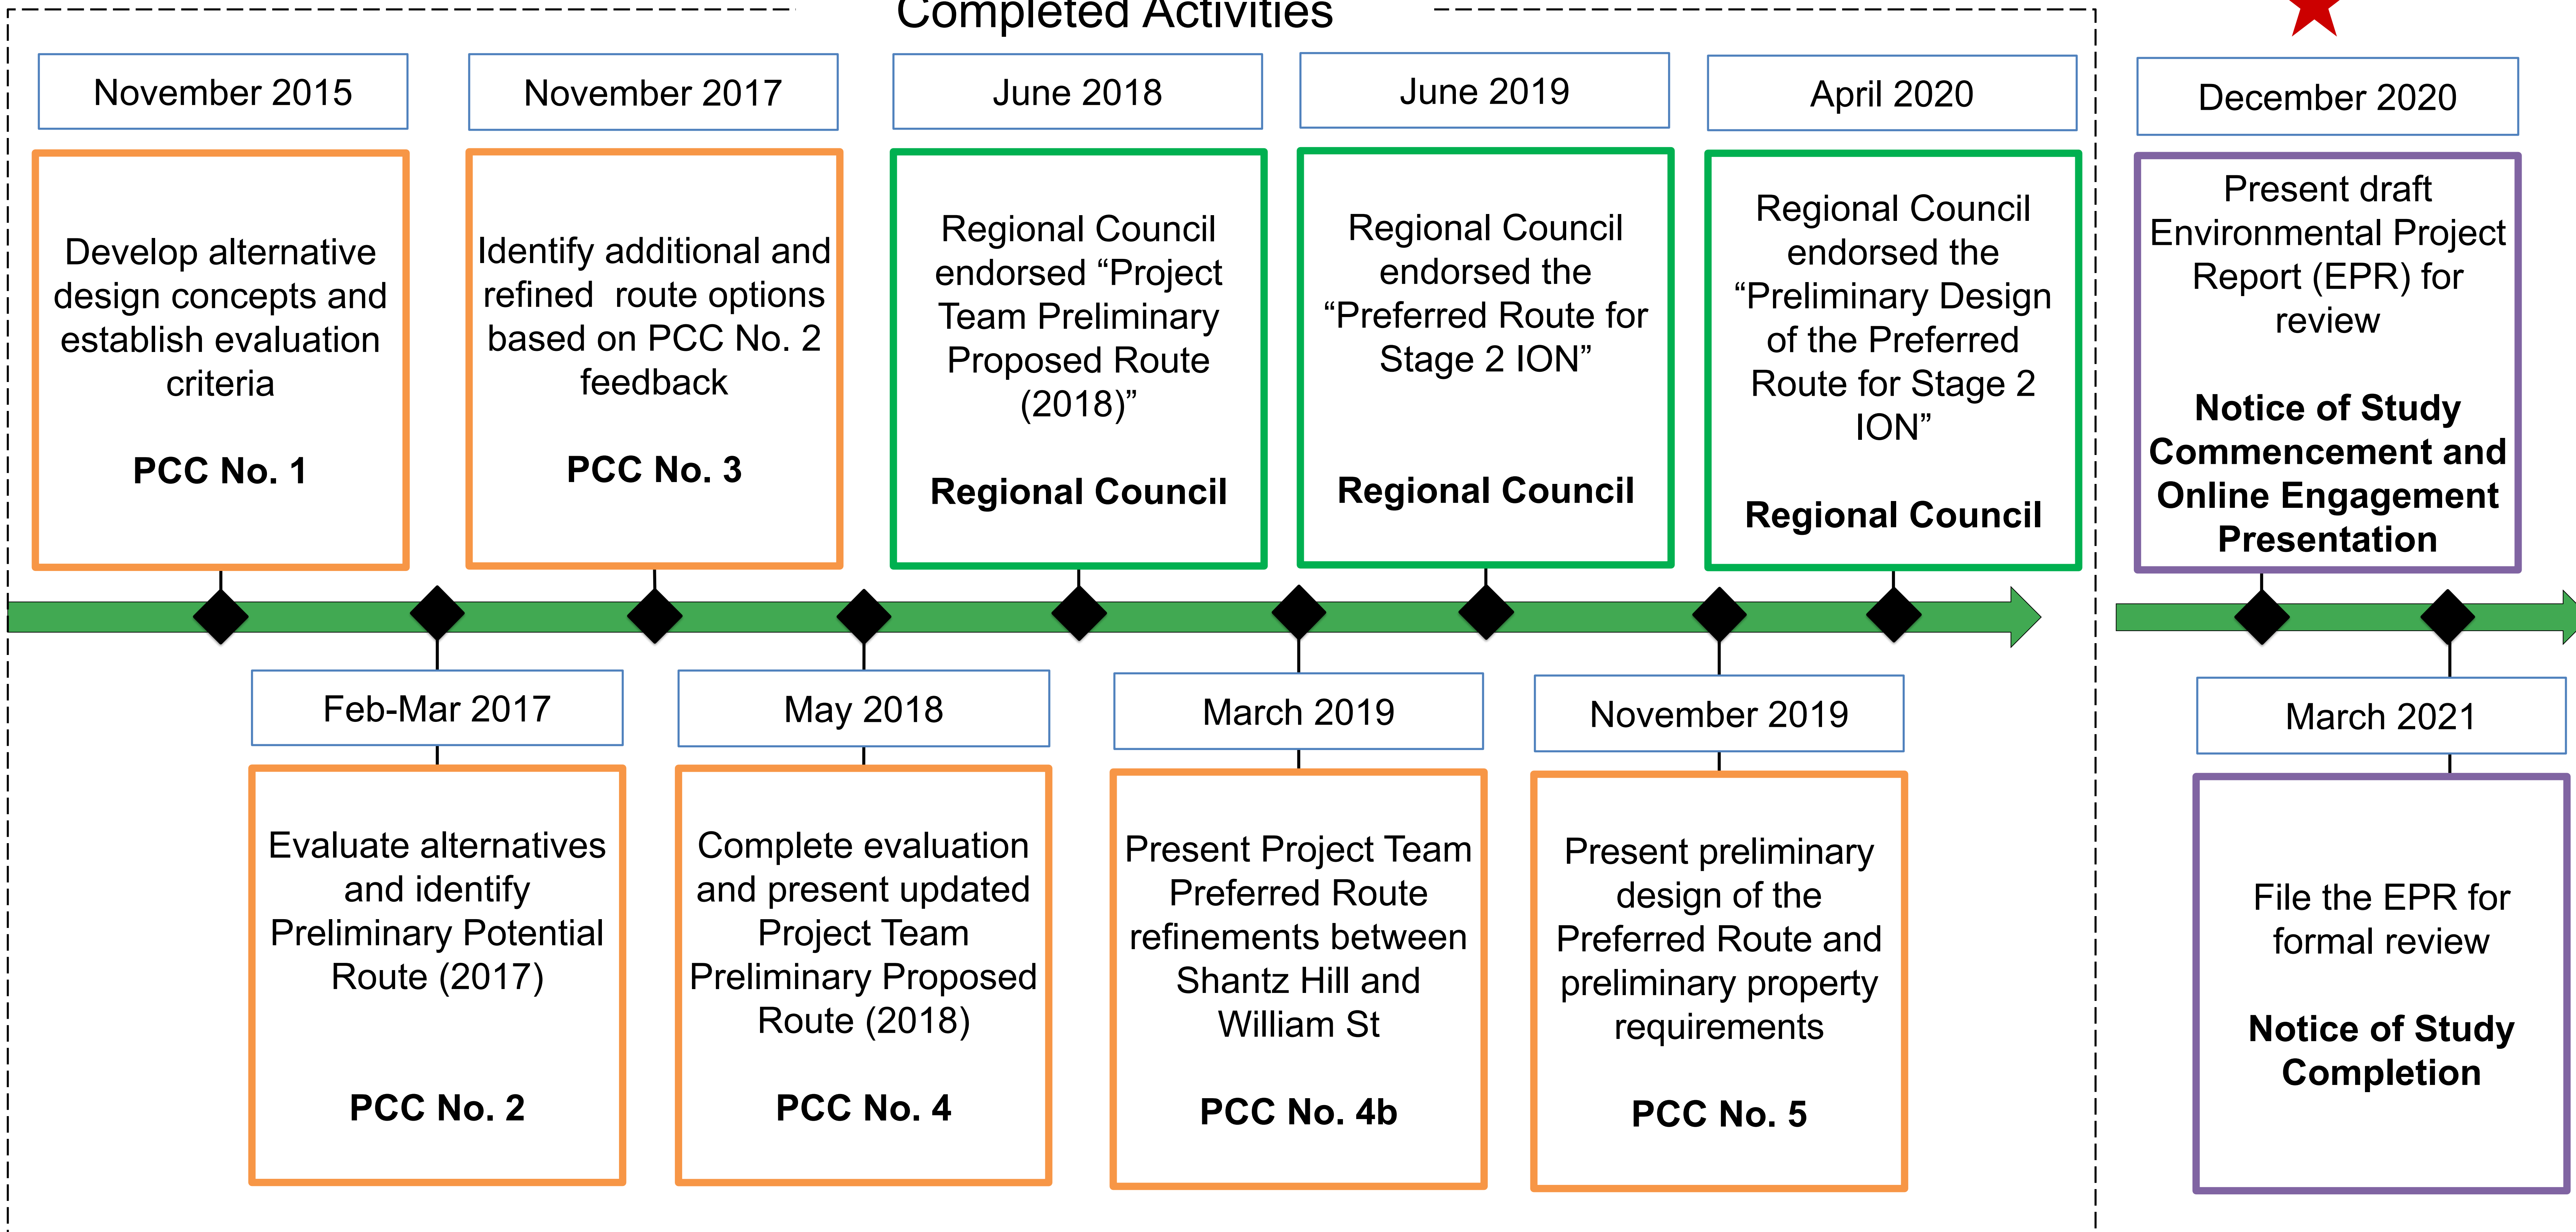 Completed Activities
November 2015
Develop alternative
design concepts and
establish evaluation
criteria
PCC No. 1
Feb-Mar 2017
Evaluate alternatives
and identify
Preliminary Potential
Route (2017)
PCC No. 2
November 2017
Identify additional and
refined  route options
based on PCC No. 2
feedback
PCC No. 3
May 2018
Complete evaluation
and present updated
Project Team
Preliminary Proposed
Route (2018)
PCC No. 4
June 2018
Regional Council
endorsed “Project
Team Preliminary
Proposed Route
(2018)”
Regional Council
March 2019
Present Project Team
Preferred Route
refinements between
Shantz Hill and
William St
PCC No. 4b
June 2019
Regional Council
endorsed the
“Preferred Route for
Stage 2 ION”
Regional Council
November 2019
Present preliminary
design of the
Preferred Route and
preliminary property
requirements
PCC No. 5
April 2020
Regional Council
endorsed the
“Preliminary Design
of the Preferred
Route for Stage 2
ION”
Regional Council
December 2020
Present draft
Environmental Project
Report (EPR) for
review
Notice of Study
Commencement and
Online Engagement
Presentation
March 2021
File the EPR for
formal review
Notice of Study
Completion